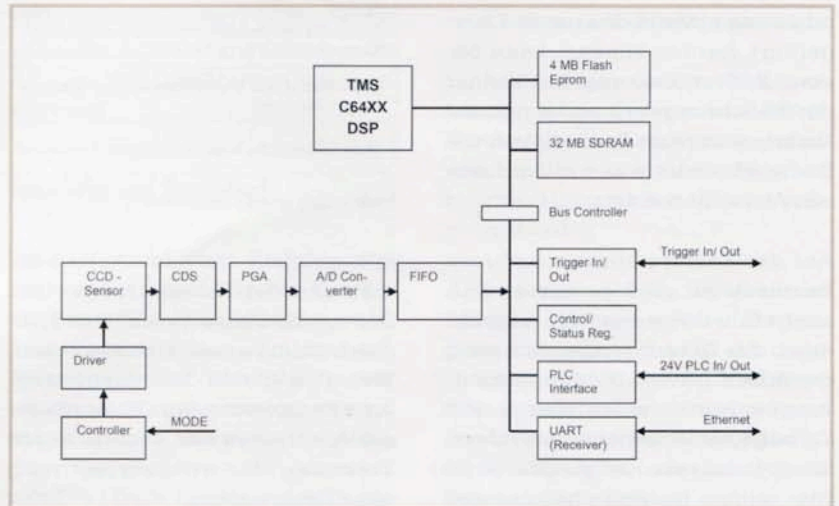 TMS
C64XX
DSP
4 MB Flash
Eprom
32 MB SDRAM
Bus Controller
Trigger In/
Out
Trigger In/ Out
Control/
Status Reg.
PLC
Interface
24V PLC In/ Out
UART
(Receiver)
Ethernet
CCD -
Sensor
CDS
PGA
A/D Con-
verter
FIFO
Driver
Controller
MODE